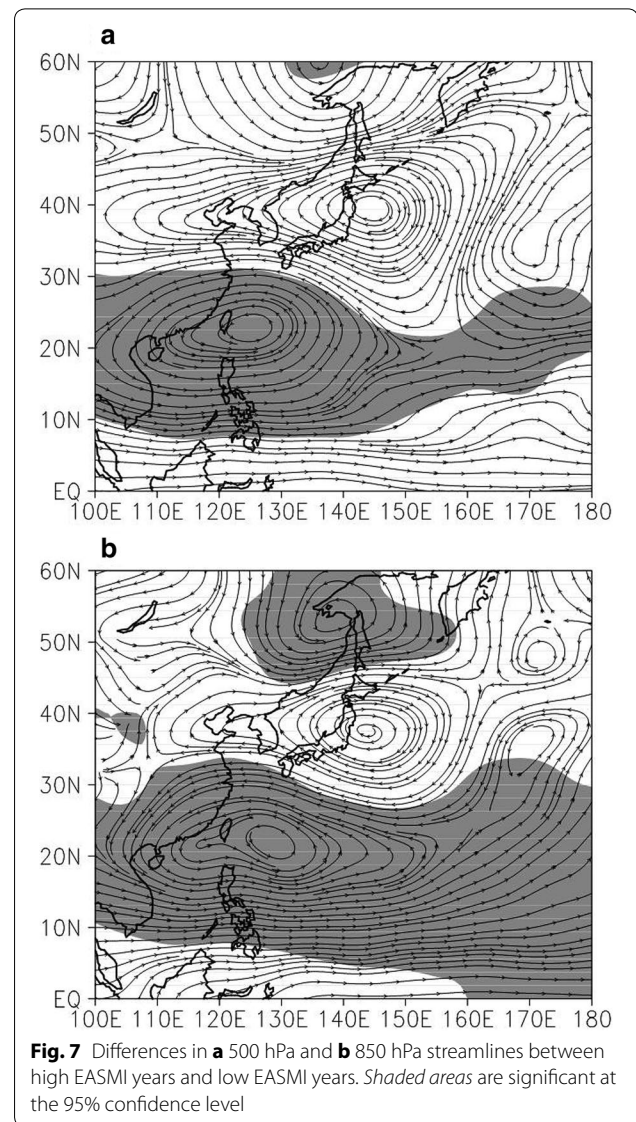 a
60N
50N
40N
30N
20N
10N
EQ
100E 110E 120E 130E 140E 150E 160E 170E 180
b
60N
50N
40N
30N
20N
10N
EQ
100E 110E 120E 130E 140E 150E 160E 170E 180
Fig. 7 Differences in a 500 hPa and b 850 hPa streamlines between
high EASMI years and low EASMI years. Shaded areas are significant at
the 95% confidence level